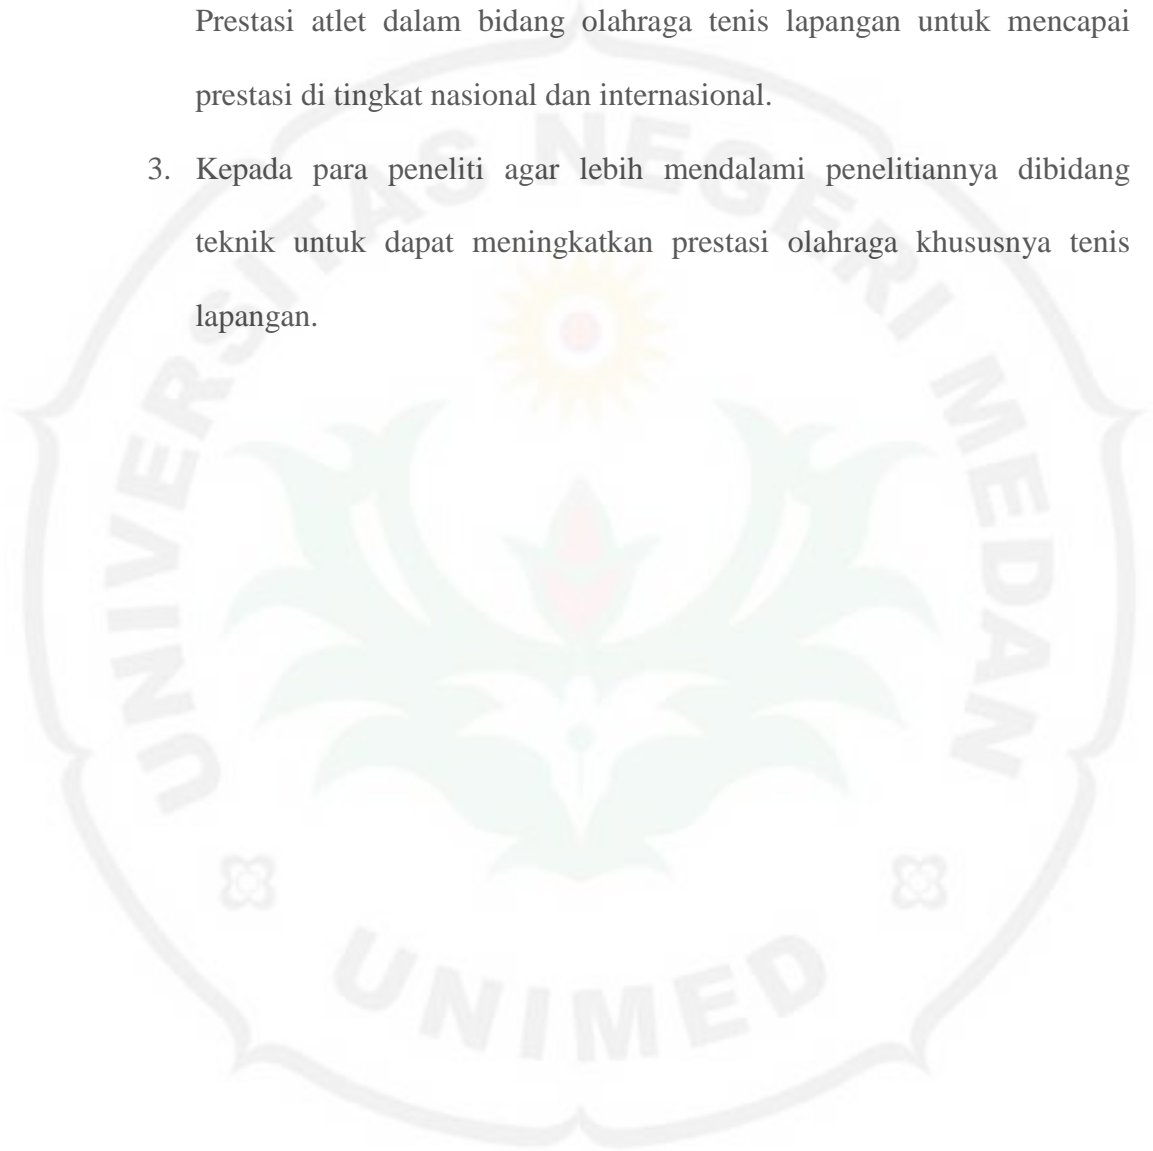 Prestasi atlet dalam bidang olahraga tenis lapangan untuk mencapai
prestasi di tingkat nasional dan internasional.
3. Kepada para peneliti agar lebih mendalami penelitiannya dibidang
teknik untuk dapat meningkatkan prestasi olahraga khususnya tenis
lapangan.
UNIVERSITAS NEGERI MEDAN
UNIMED